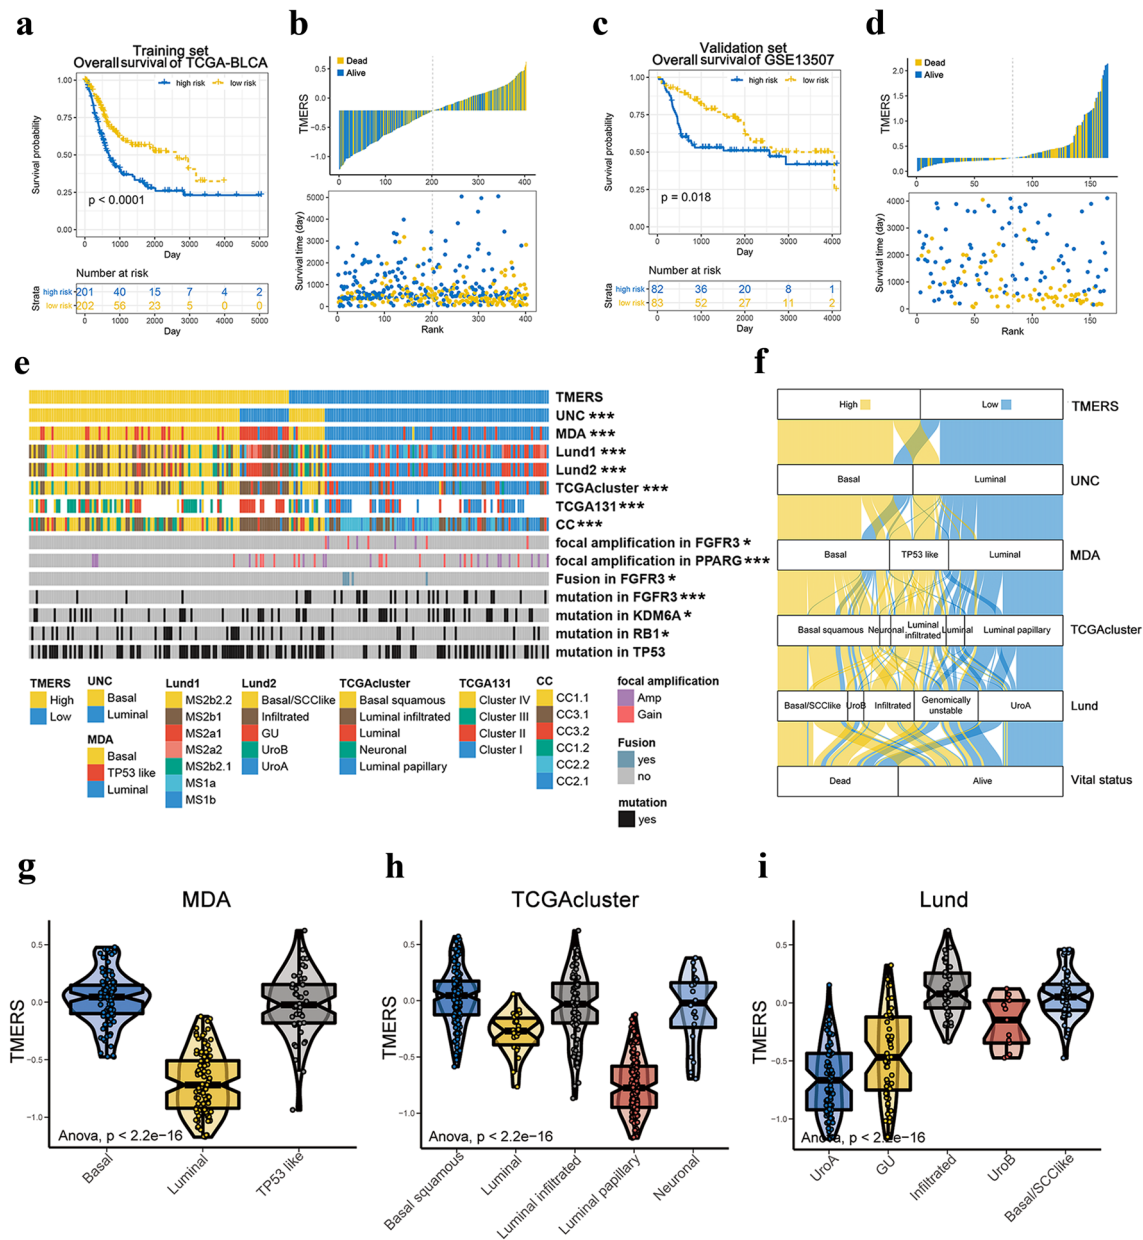 a
Training set
Overall survival of TCGA-BLCA
high risk
low risk
Survival probability
1.00
0.75
0.50
0.25
0.00
p < 0.0001
0
1000
2000
3000
4000
5000
Day
Number at risk
Strata
high risk 201 40 15 7 4 2
low risk 202 56 23 5 0 0
0 1000 2000 3000 4000 5000
Day
b
Dead
Alive
TMERS
0.5
0.0
−0.5
−1.0
0 100 200 300 400
Survival time (day)
5000
4000
3000
2000
1000
0
0 100 200 300 400
Rank
c
Validation set
Overall survival of GSE13507
high risk
low risk
Survival probability
1.00
0.75
0.50
0.25
0.00
p = 0.018
0 1000 2000 3000 4000
Day
Number at risk
Strata
high risk 82 36 20 8 1
low risk 83 52 27 11 2
0 1000 2000 3000 4000
Day
d
Dead
Alive
TMERS
2.0
1.5
1.0
0.5
0.0
0 50 100 150
Survival time (day)
4000
3000
2000
1000
0
0 50 100 150
Rank
e
TMERS
UNC ***
MDA ***
Lund1 ***
Lund2 ***
TCGAcluster ***
TCGA131 ***
CC ***
focal amplification in FGFR3 *
focal amplification in PPARG ***
Fusion in FGFR3 *
mutation in FGFR3 ***
mutation in KDM6A *
mutation in RB1 *
mutation in TP53
TMERS
High
Low
UNC
Basal
Luminal
MDA
Basal
TP53 like
Luminal
Lund1
MS2b2.2
MS2b1
MS2a1
MS2a2
MS2b2.1
MS1a
MS1b
Lund2
Basal/SCClike
Infiltrated
GU
UroB
UroA
TCGAcluster
Basal squamous
Luminal infiltrated
Luminal
Neuronal
Luminal papillary
TCGA131
Cluster IV
Cluster III
Cluster II
Cluster I
CC
CC1.1
CC3.1
CC3.2
CC1.2
CC2.2
CC2.1
focal amplification
Amp
Gain
Fusion
yes
no
mutation
yes
f
High
Low
TMERS
Basal
Luminal
UNC
Basal
TP53 like
Luminal
MDA
Basal squamous
Neuronal
Luminal
infiltrated
Luminal
Luminal papillary
TCGAcluster
Basal/SCClike
UroB
Infiltrated
Genomically
unstable
UroA
Lund
Dead
Alive
Vital status
g
MDA
TMERS
0.5
0.0
−0.5
−1.0
Anova, p < 2.2e−16
Basal
Luminal
TP53 like
h
TCGAcluster
TMERS
0.5
0.0
−0.5
−1.0
Anova, p < 2.2e−16
Basal squamous
Luminal
Luminal infiltrated
Luminal papillary
Neuronal
i
Lund
TMERS
0.5
0.0
−0.5
−1.0
Anova, p < 2.2e−16
UroA
GU
Infiltrated
UroB
Basal/SCClike